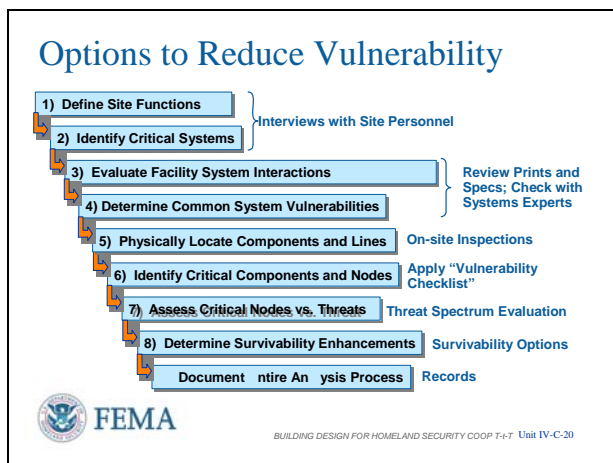 Options to Reduce Vulnerability
1) Define Site Functions
2) Identify Critical Systems
Interviews with Site Personnel
3) Evaluate Facility System Interactions
4) Determine Common System Vulnerabilities
Review Prints and
Specs; Check with
Systems Experts
5) Physically Locate Components and Lines
On-site Inspections
6) Identify Critical Components and Nodes
Apply “Vulnerability
Checklist”
7) Assess Critical Nodes vs. Threats
Threat Spectrum Evaluation
8) Determine Survivability Enhancements
Survivability Options
Document ntire An ysis Process
Records
FEMA
BUILDING DESIGN FOR HOMELAND SECURITY COOP T-t-T Unit IV-C-20